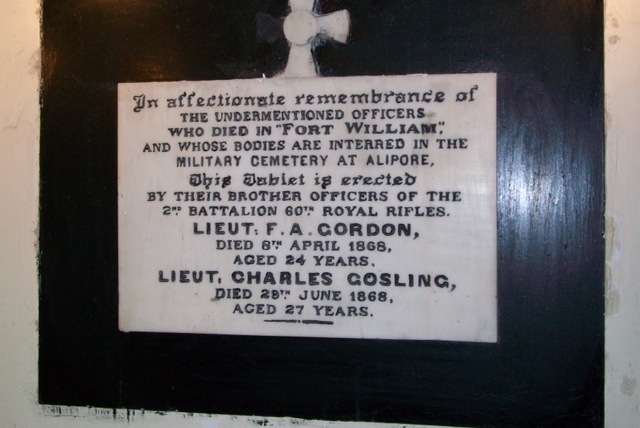 In affectionate remembrance of
THE UNDERMENTIONED OFFICERS
WHO DIED IN "FORT WILLIAM",
AND WHOSE BODIES ARE INTERRED IN THE
MILITARY CEMETERY AT ALIPORE,
This Tablet is erected
BY THEIR BROTHER OFFICERS OF THE
2ND BATTALION 60TH ROYAL RIFLES.
LIEUT: F. A. GORDON,
DIED 8TH APRIL 1868,
AGED 24 YEARS.
LIEUT: CHARLES GOSLING,
DIED 29TH JUNE 1868,
AGED 27 YEARS.